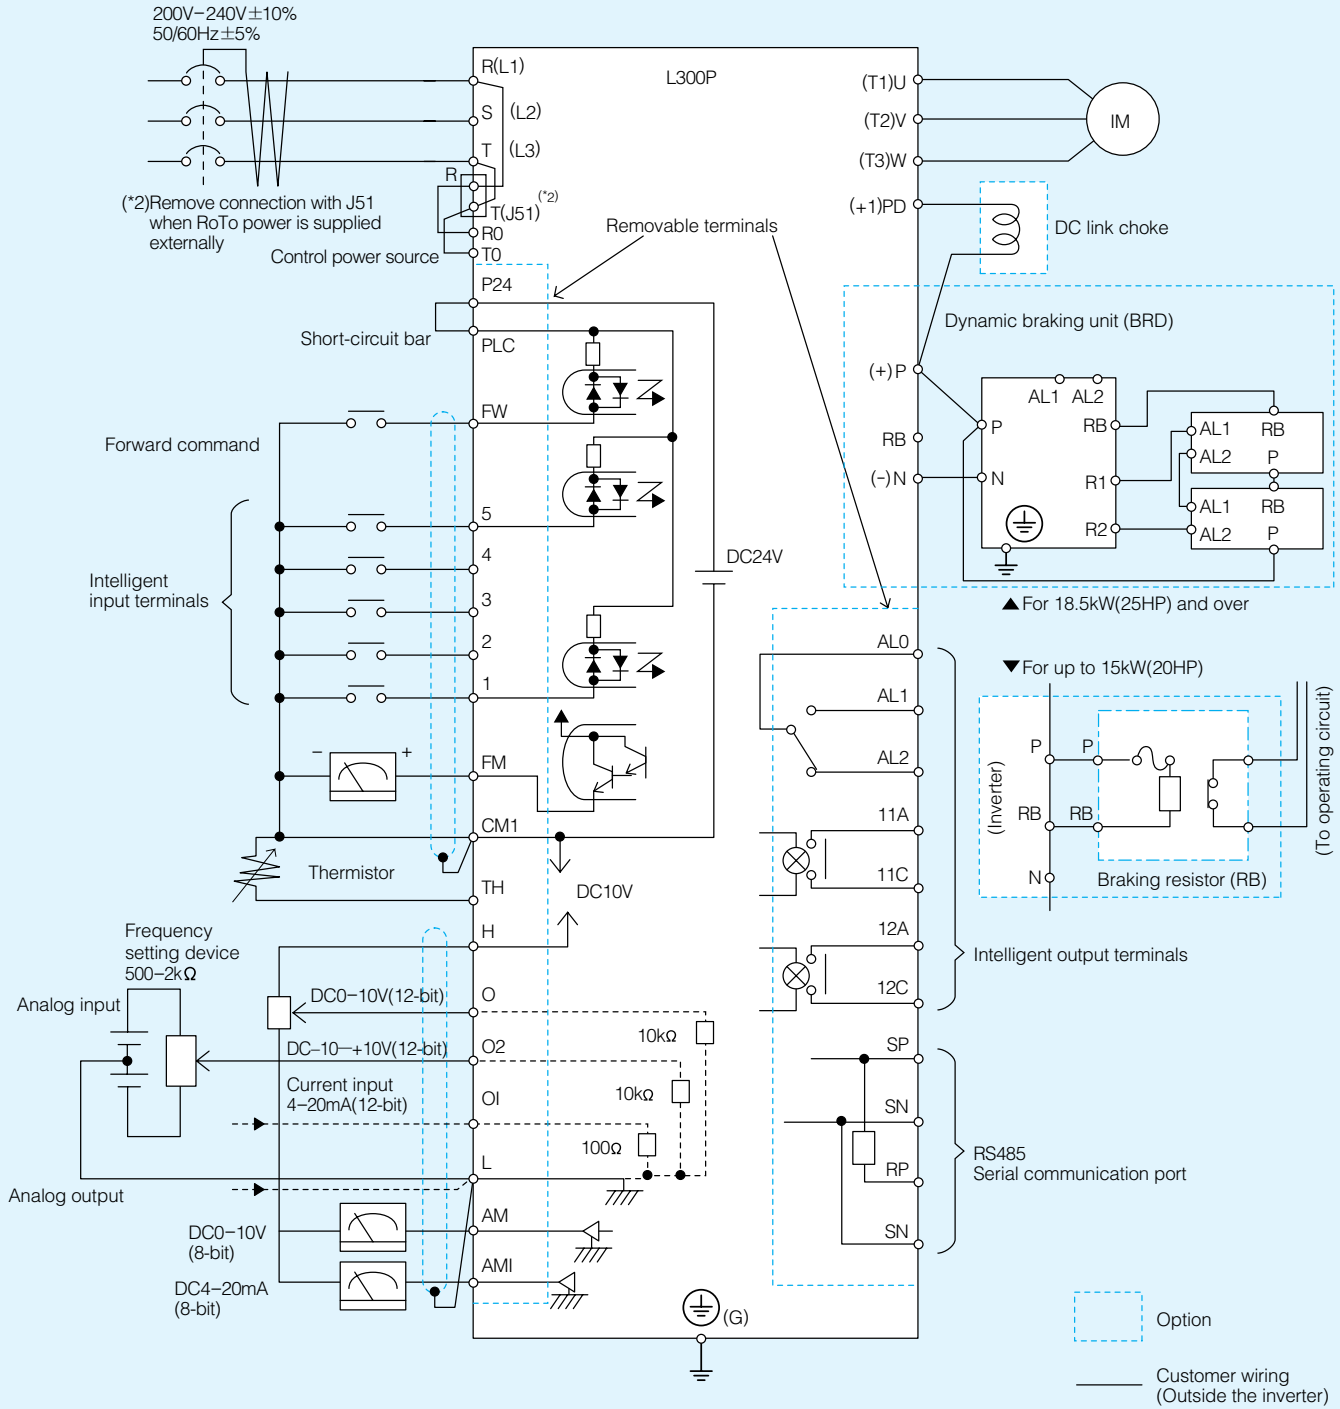 200V–240V±10%
50/60Hz±5%
R(L1)
S
(L2)
T
(L3)
R
T(J51)(*2)
R0
T0
(*2)Remove connection with J51
when RoTo power is supplied
externally
Control power source
L300P
(T1)U
(T2)V
(T3)W
IM
(+1)PD
DC link choke
Removable terminals
P24
Short-circuit bar
PLC
FW
Forward command
5
4
3
2
1
Intelligent
input terminals
DC24V
–
+
FM
CM1
Thermistor
TH
DC10V
H
Frequency
setting device
500–2kΩ
Analog input
DC0–10V(12-bit)
O
DC–10—+10V(12-bit)
O2
Current input
4–20mA(12-bit)
OI
10kΩ
10kΩ
100Ω
L
Analog output
DC0–10V
(8-bit)
AM
DC4–20mA
(8-bit)
AMI
(G)
Dynamic braking unit (BRD)
(+)P
RB
(–)N
AL1
AL2
P
RB
N
R1
R2
AL1
RB
AL2
P
AL1
RB
AL2
P
▲For 18.5kW(25HP) and over
▼For up to 15kW(20HP)
(Inverter)
P
P
RB
RB
N
Braking resistor (RB)
(To operating circuit)
AL0
AL1
AL2
11A
11C
12A
12C
Intelligent output terminals
SP
SN
RP
SN
RS485
Serial communication port
Option
Customer wiring
(Outside the inverter)